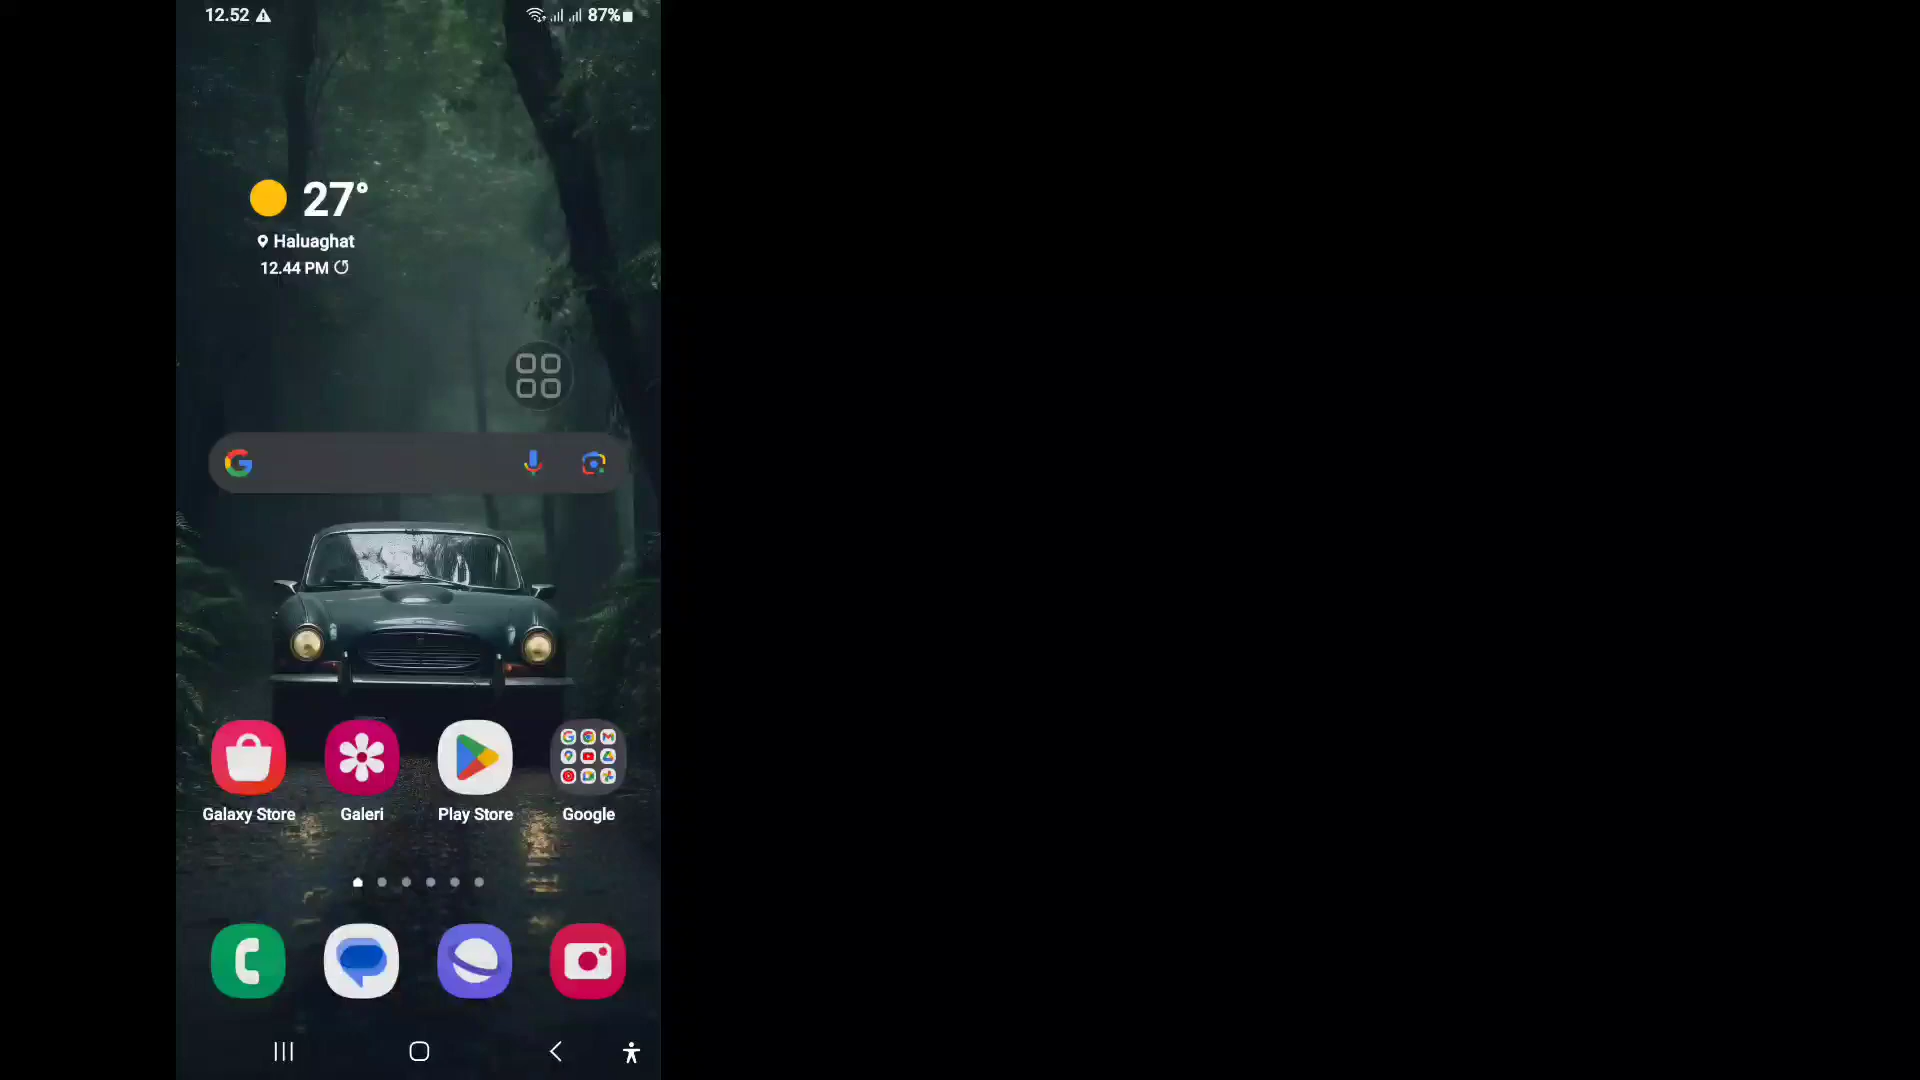 12.52
87%
27°
Haluaghat
12.44 PM
Galaxy Store
Galeri
Play Store
Google